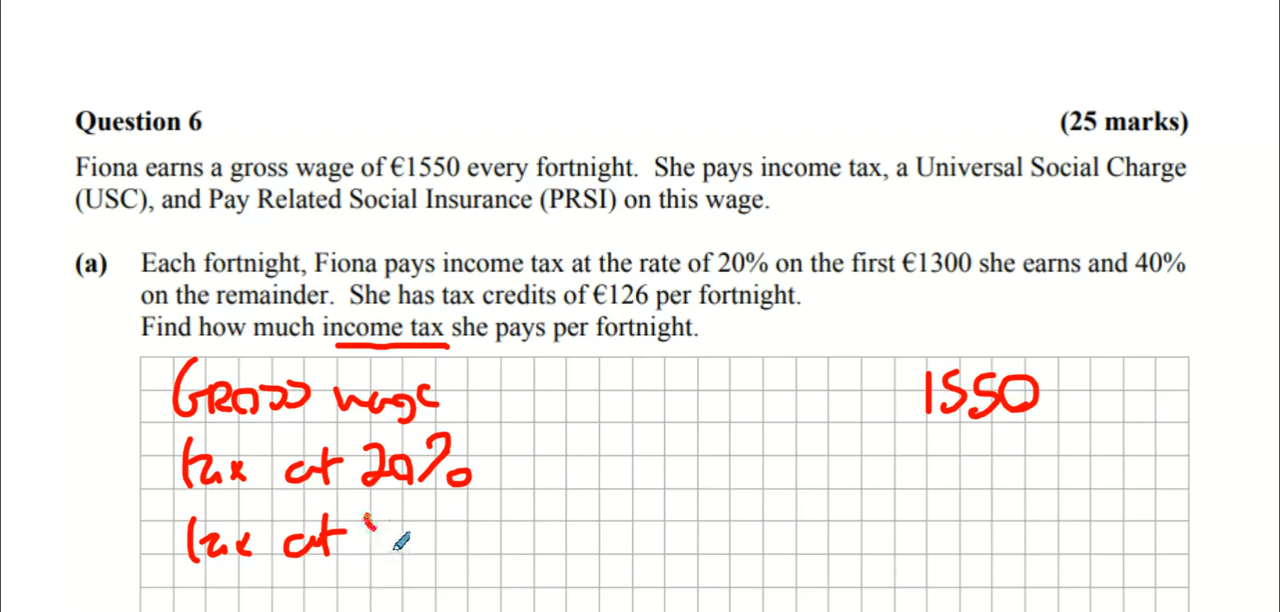 Question 6 (25 marks)
Fiona earns a gross wage of €1550 every fortnight. She pays income tax, a Universal Social Charge
(USC), and Pay Related Social Insurance (PRSI) on this wage.
(a) Each fortnight, Fiona pays income tax at the rate of 20% on the first €1300 she earns and 40%
on the remainder. She has tax credits of €126 per fortnight.
Find how much income tax she pays per fortnight.
GROSS wage 1550
tax at 20%
tax at